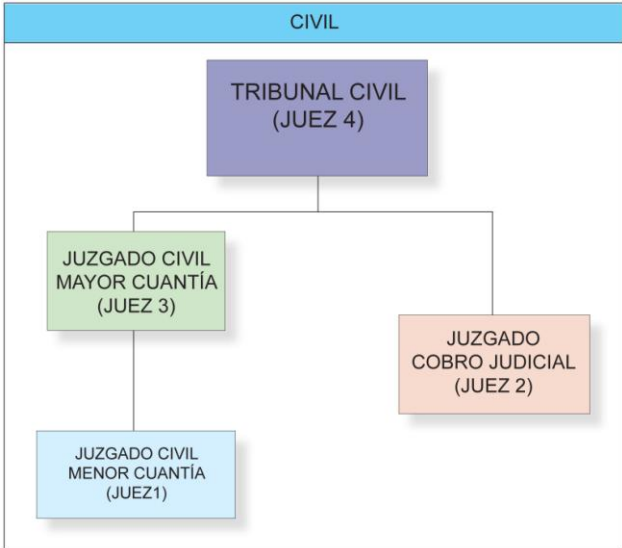 CIVIL
TRIBUNAL CIVIL
(JUEZ 4)
JUZGADO CIVIL
MAYOR CUANTÍA
(JUEZ 3)
JUZGADO
COBRO JUDICIAL
(JUEZ 2)
JUZGADO CIVIL
MENOR CUANTÍA
(JUEZ1)